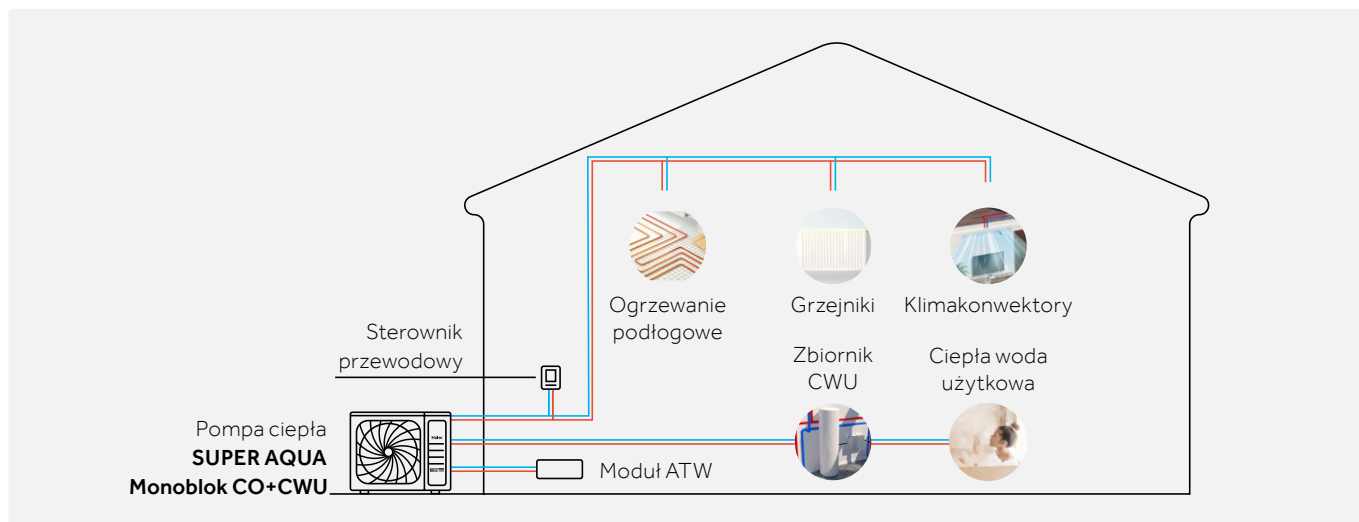 Ogrzewanie
podłogowe
Grzejniki
Klimakonwektory
Sterownik
przewodowy
Zbiornik
CWU
Ciepła woda
użytkowa
Pompa ciepła
SUPER AQUA
Monoblok CO+CWU
Haier
Moduł ATW